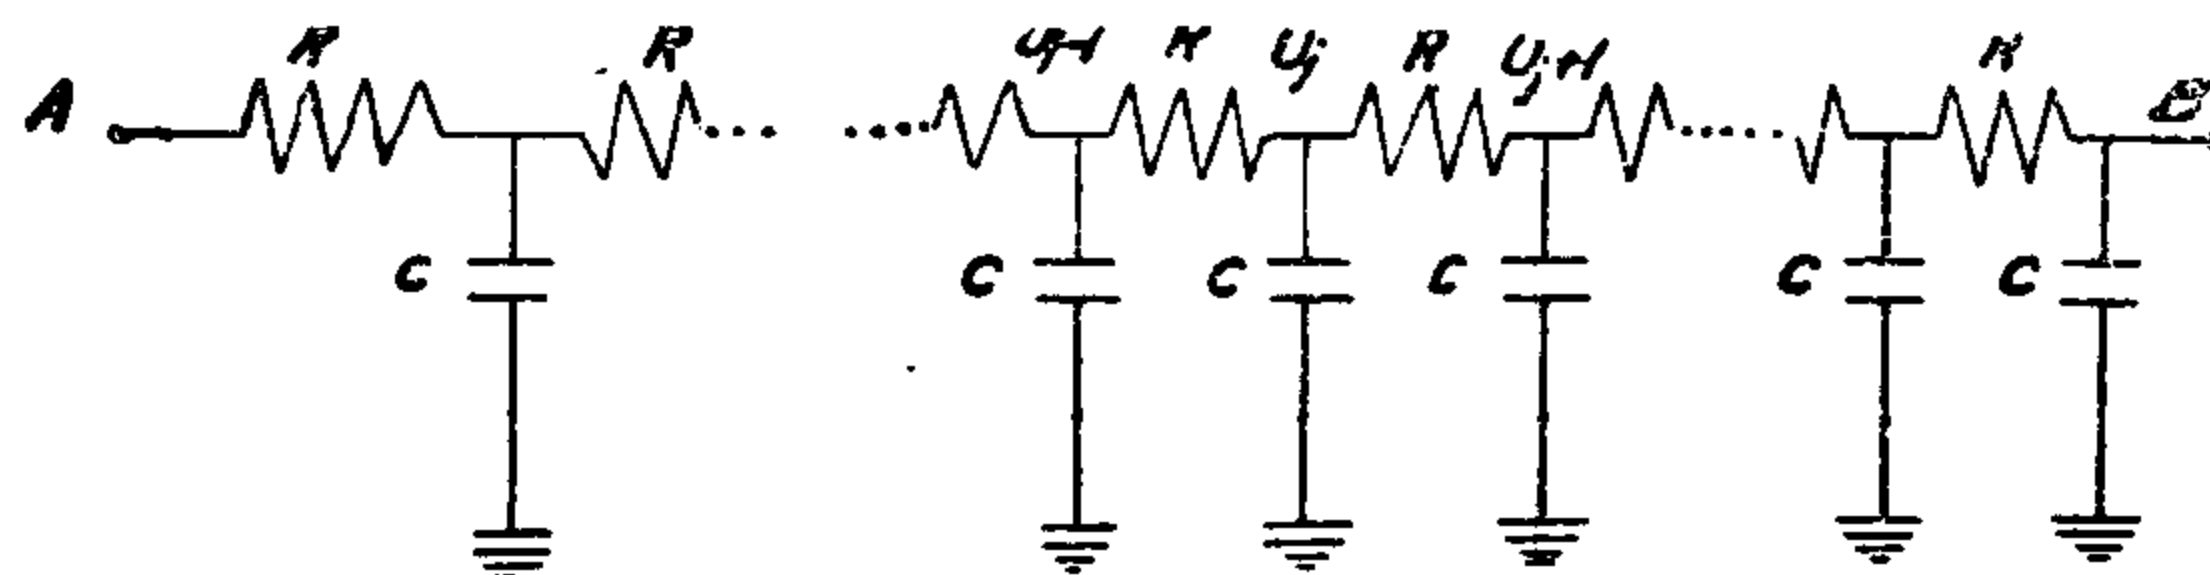 R R U_{j-1} R U_j R U_{j+1} R
A B
C C C C C C